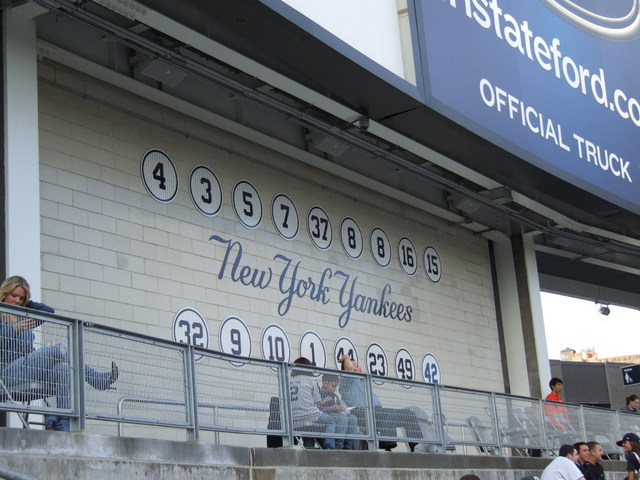 nstateford.co
OFFICIAL TRUCK
4 3 5 7 37 8 8 16 15
New York Yankees
32 9 10 1 44 23 49 42